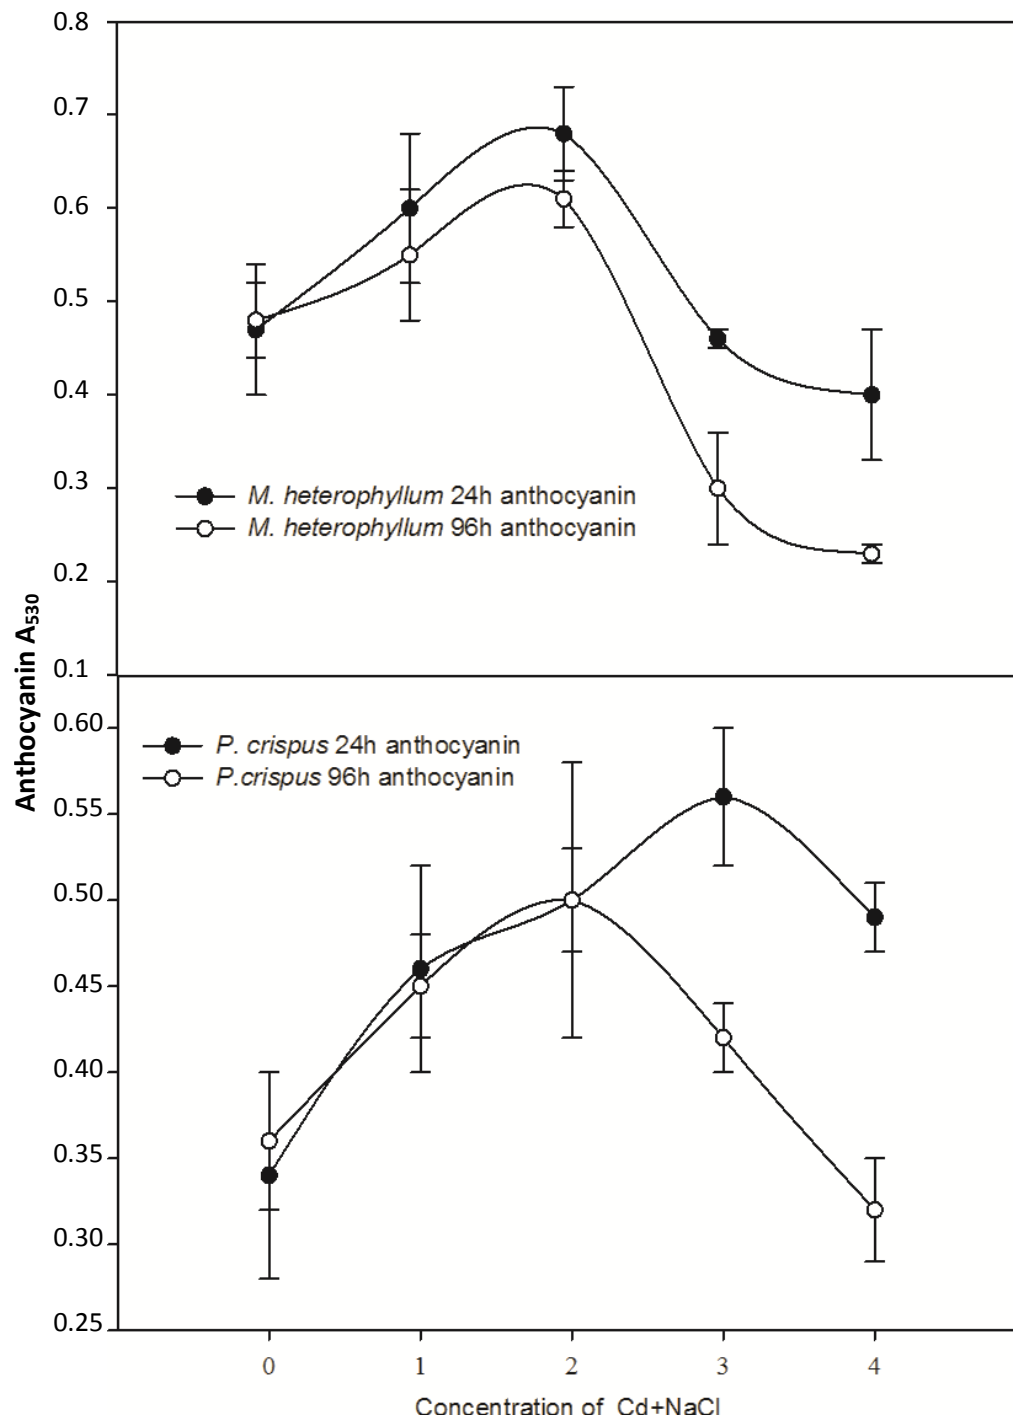 0.8
0.7
0.6
0.5
0.4
0.3
0.2
0.1
M. heterophyllum 24h anthocyanin
M. heterophyllum 96h anthocyanin
Anthocyanin A530
0.60
0.55
0.50
0.45
0.40
0.35
0.30
0.25
P. crispus 24h anthocyanin
P.crispus 96h anthocyanin
0 1 2 3 4
Concentration of Cd+NaCl